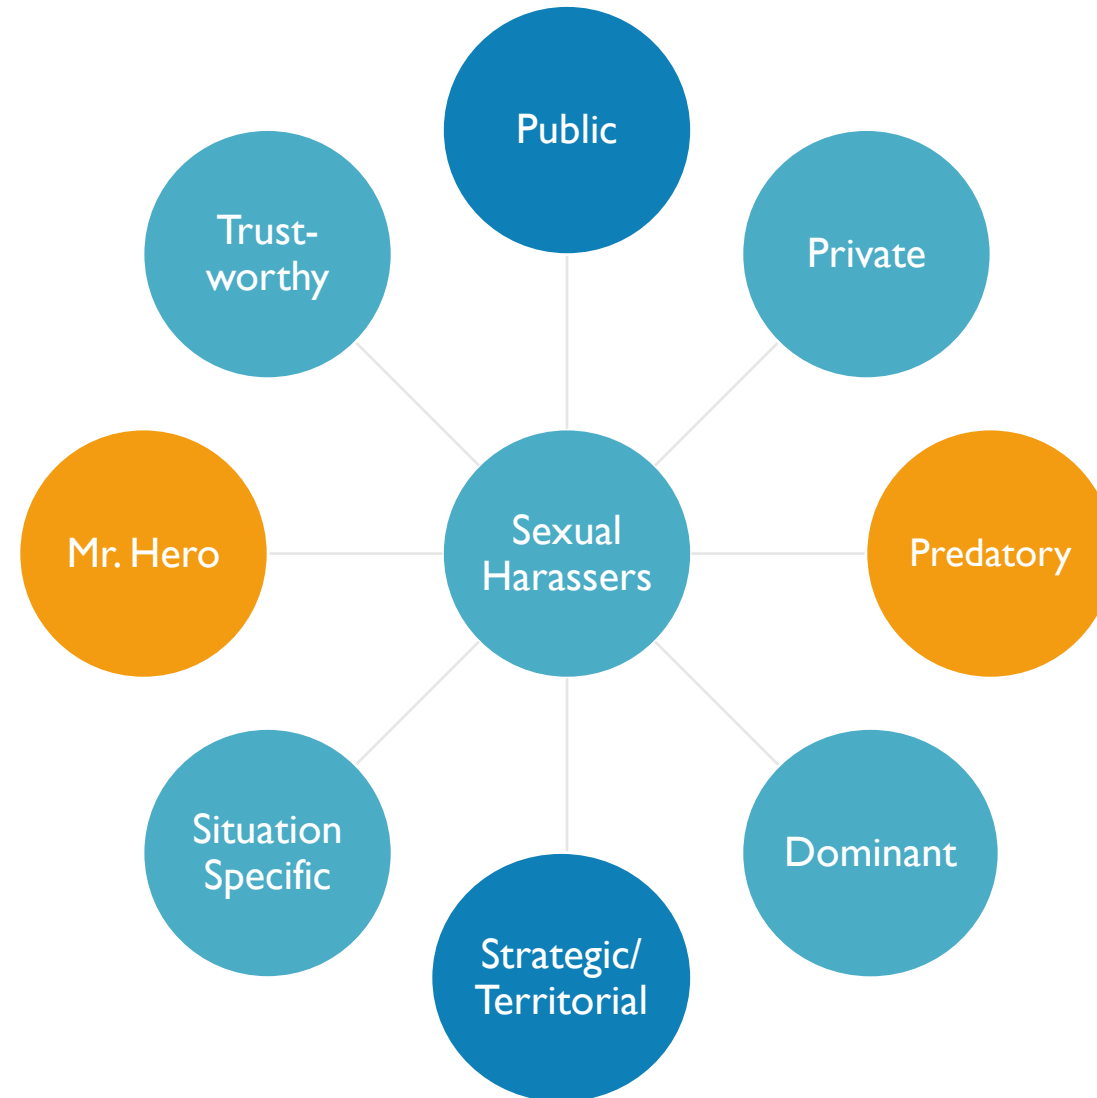 Public
Trust-
worthy
Private
Mr. Hero
Sexual
Harassers
Predatory
Situation
Specific
Dominant
Strategic/
Territorial